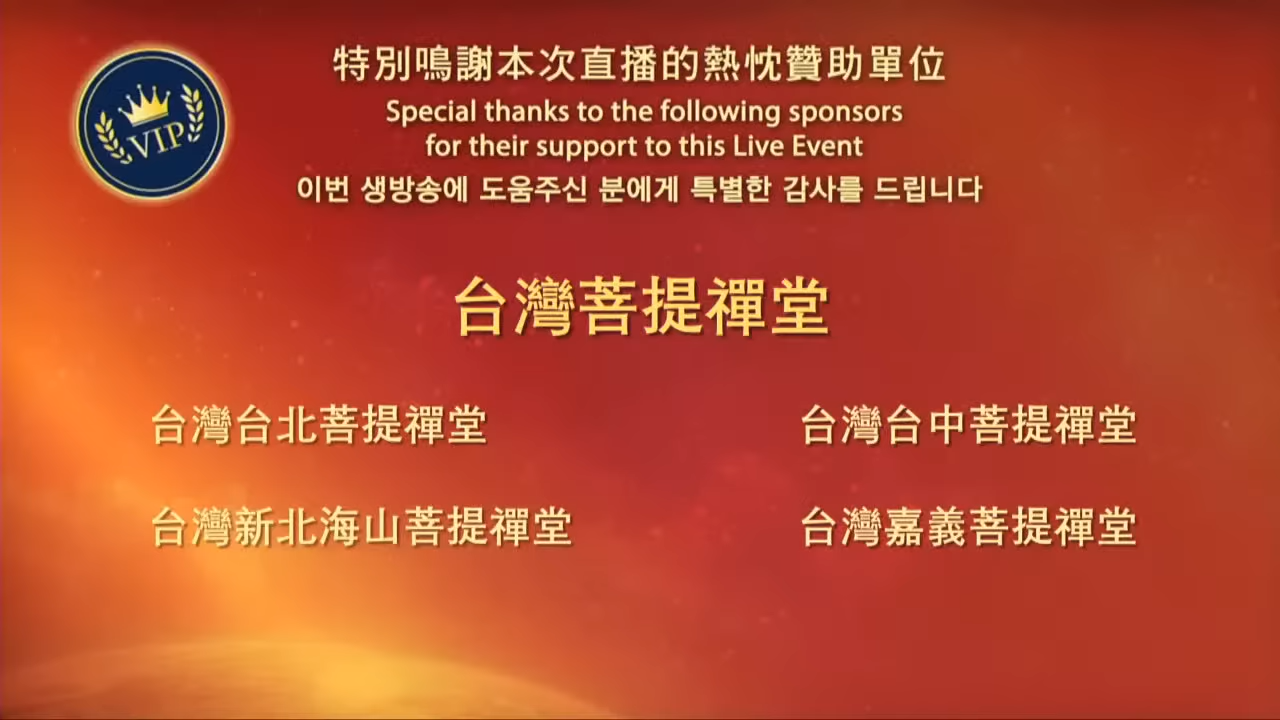 VIP
特別鳴謝本次直播的熱忱贊助單位
Special thanks to the following sponsors
for their support to this Live Event
이번 생방송에 도움주신 분에게 특별한 감사를 드립니다
台灣菩提禪堂
台灣台北菩提禪堂
台灣台中菩提禪堂
台灣新北海山菩提禪堂
台灣嘉義菩提禪堂